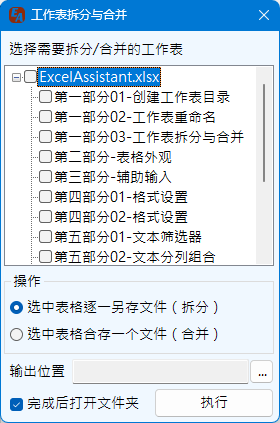 工作表拆分与合并
选择需要拆分/合并的工作表
ExcelAssistant.xlsx
第一部分01-创建工作表目录
第一部分02-工作表重命名
第一部分03-工作表拆分与合并
第二部分-表格外观
第三部分-辅助输入
第四部分01-格式设置
第四部分02-格式设置
第五部分01-文本筛选器
第五部分02-文本分列组合
操作
选中表格逐一另存文件（拆分）
选中表格合存一个文件（合并）
输出位置 ...
完成后打开文件夹 执行